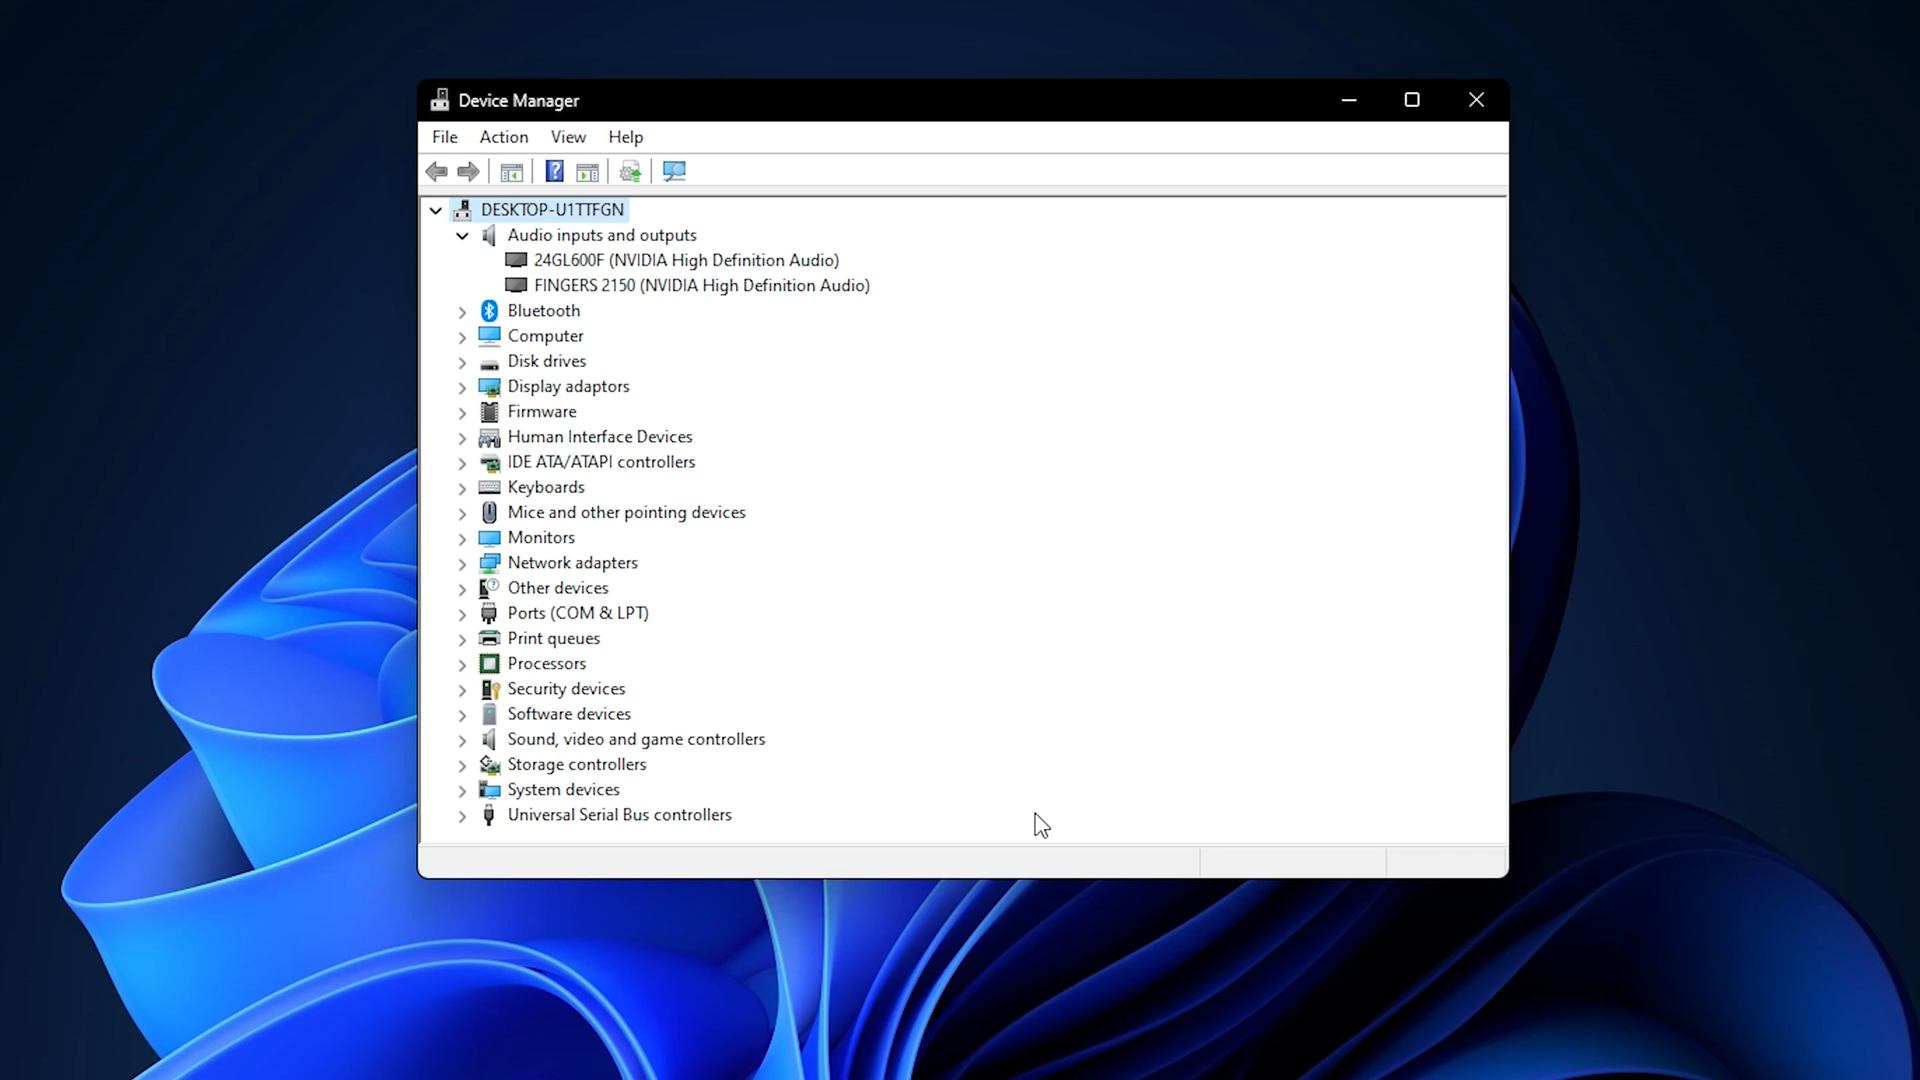 Device Manager
File Action View Help
DESKTOP-U1TTFGN
Audio inputs and outputs
24GL600F (NVIDIA High Definition Audio)
FINGERS 2150 (NVIDIA High Definition Audio)
Bluetooth
Computer
Disk drives
Display adaptors
Firmware
Human Interface Devices
IDE ATA/ATAPI controllers
Keyboards
Mice and other pointing devices
Monitors
Network adapters
Other devices
Ports (COM & LPT)
Print queues
Processors
Security devices
Software devices
Sound, video and game controllers
Storage controllers
System devices
Universal Serial Bus controllers